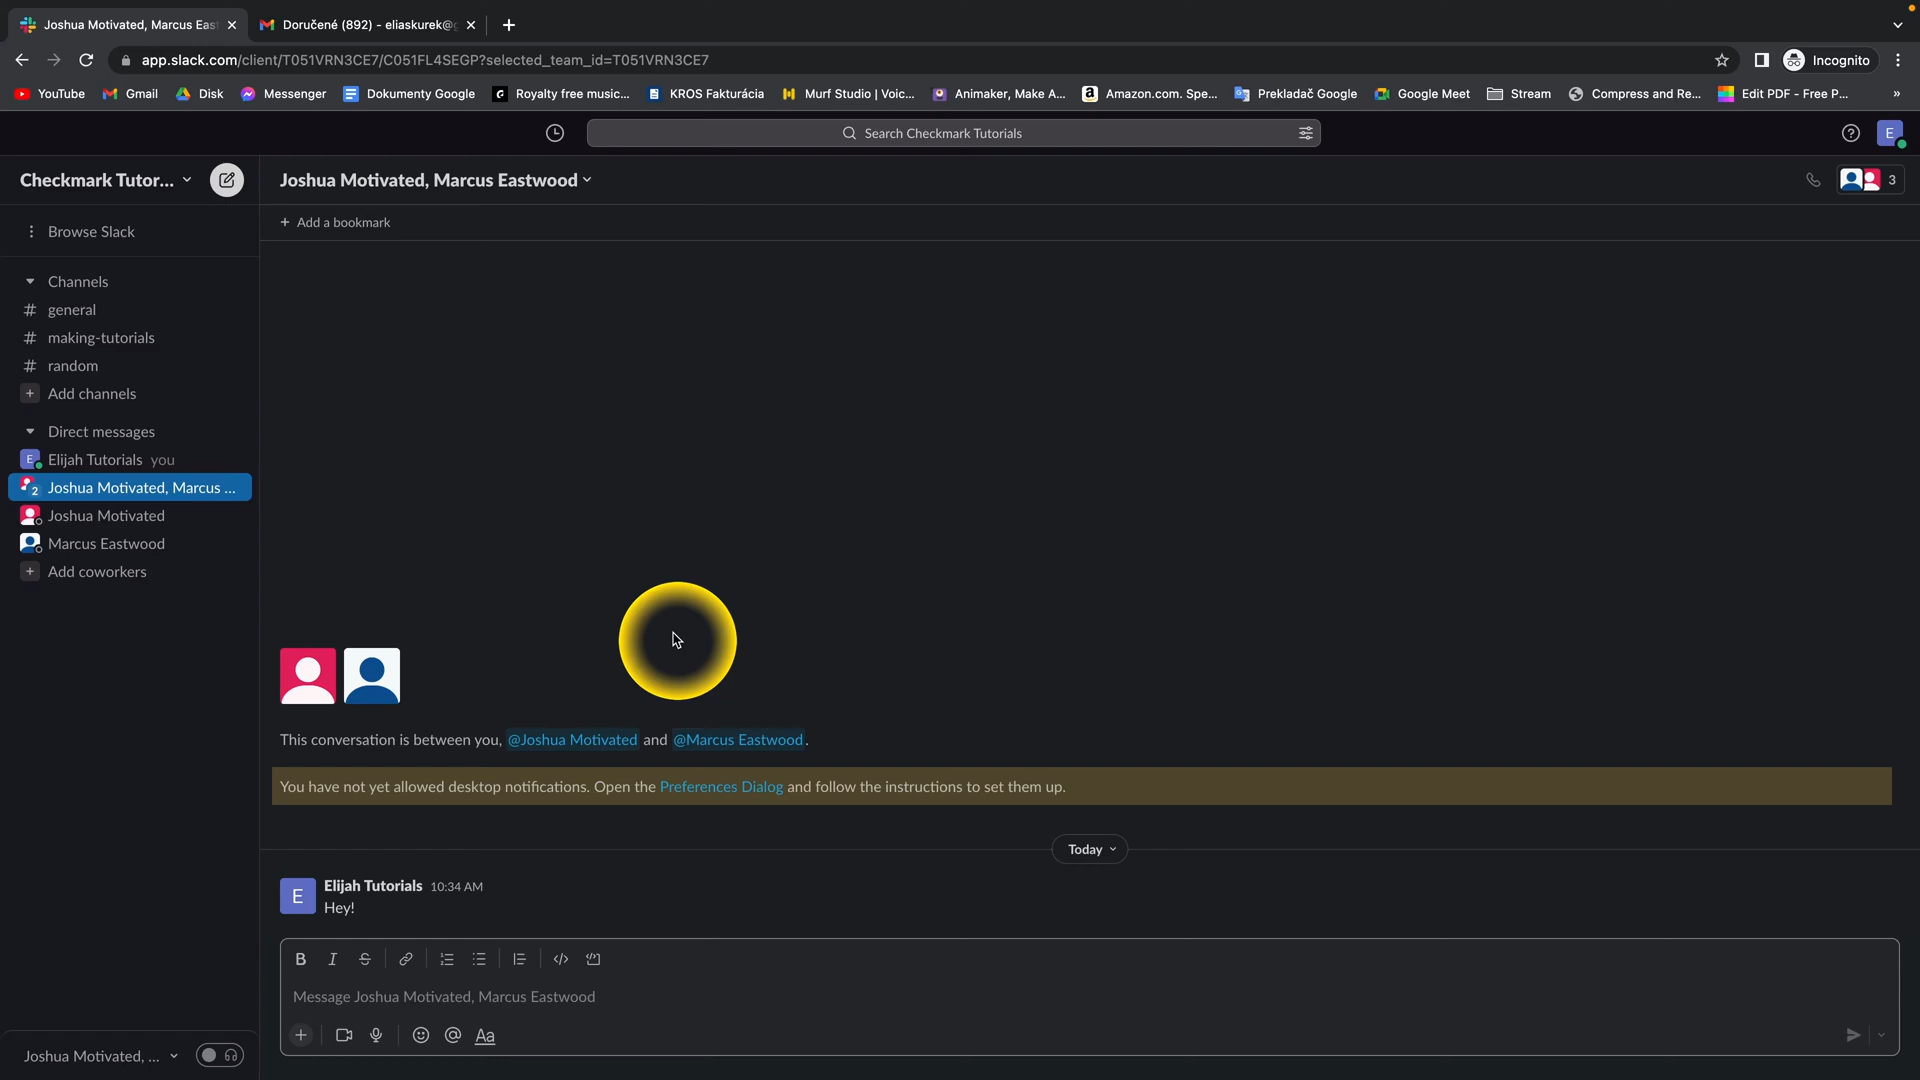 Joshua Motivated, Marcus Eas
Doručené (892) - eliaskurek@
app.slack.com/client/T051VRN3CE7/C051FL4SEGP?selected_team_id=T051VRN3CE7
Incognito
YouTube
Gmail
Disk
Messenger
Dokumenty Google
Royalty free music...
KROS Fakturácia
Murf Studio | Voic...
Animaker, Make A...
Amazon.com. Spe...
Prekladač Google
Google Meet
Stream
Compress and Re...
Edit PDF - Free P...
»
Search Checkmark Tutorials
E
Checkmark Tutor...
Joshua Motivated, Marcus Eastwood
3
Browse Slack
+ Add a bookmark
Channels
# general
# making-tutorials
# random
+ Add channels
Direct messages
E Elijah Tutorials you
2 Joshua Motivated, Marcus ...
Joshua Motivated
Marcus Eastwood
+ Add coworkers
This conversation is between you, @Joshua Motivated and @Marcus Eastwood.
You have not yet allowed desktop notifications. Open the Preferences Dialog and follow the instructions to set them up.
Today
E
Elijah Tutorials 10:34 AM
Hey!
B I S
Message Joshua Motivated, Marcus Eastwood
+ @ Aa
Joshua Motivated, ...